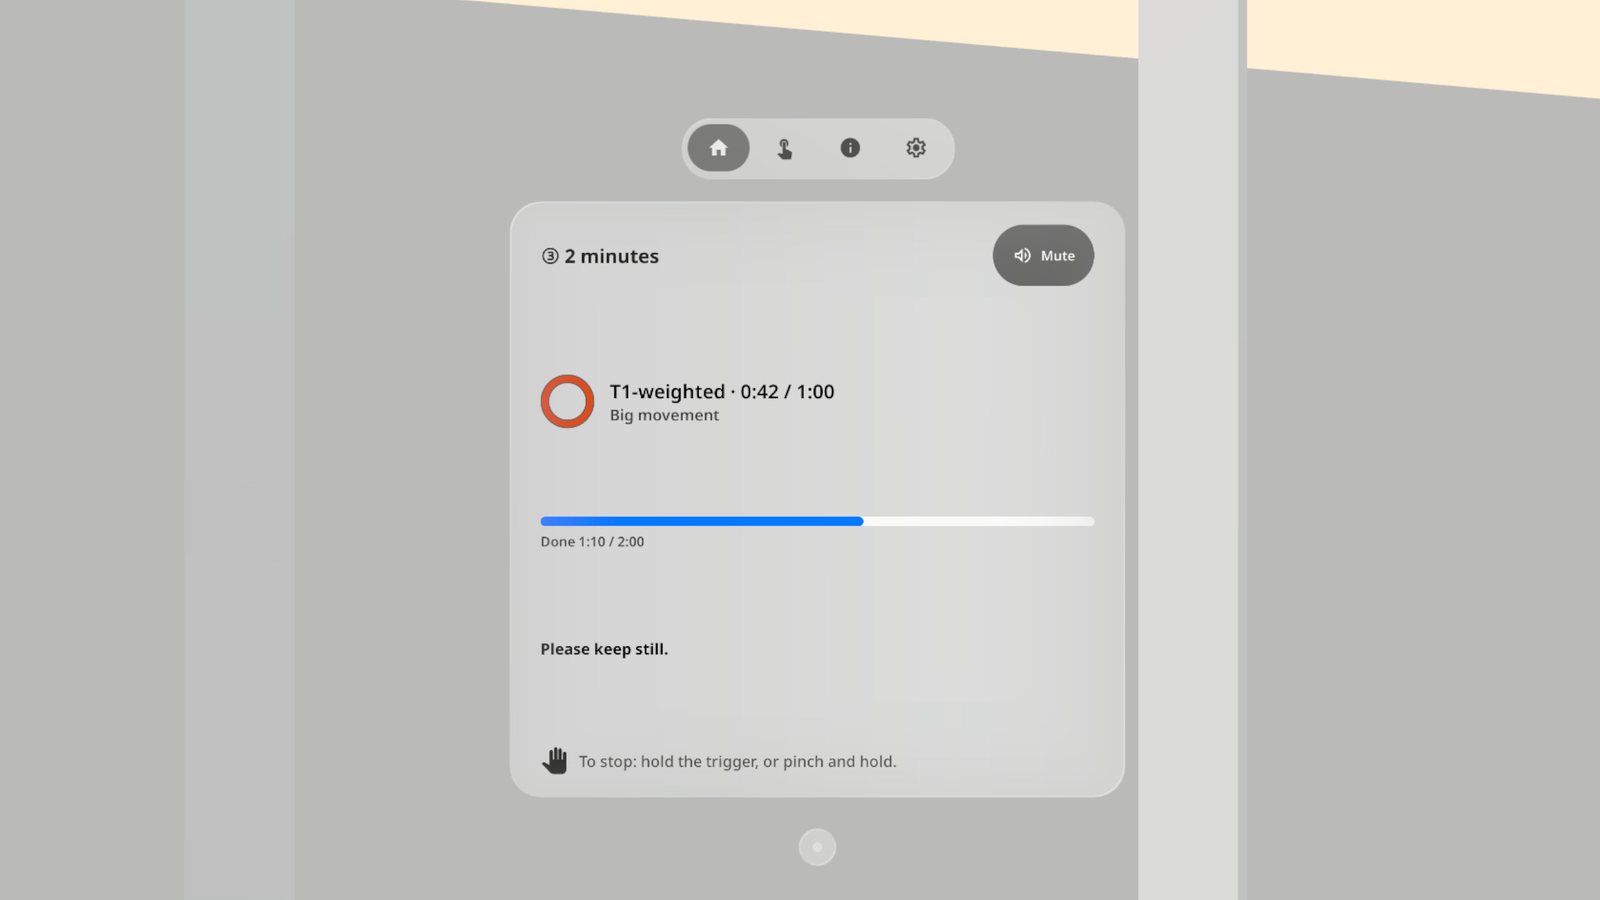 ③ 2 minutes
Mute
T1-weighted · 0:42 / 1:00
Big movement
Done 1:10 / 2:00
Please keep still.
To stop: hold the trigger, or pinch and hold.